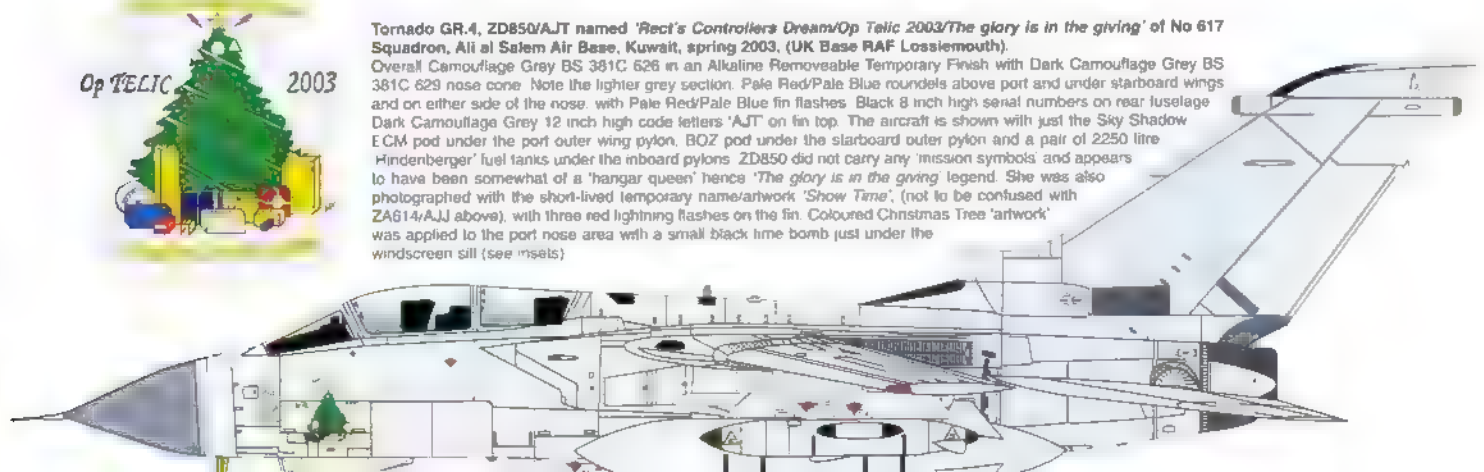 Op TELIC 2003
Tornado GR.4, ZD850/AJT named 'Rect's Controllers Dream/Op Telic 2003/The glory is in the giving' of No 617
Squadron, Ali al Salem Air Base, Kuwait, spring 2003, (UK Base RAF Lossiemouth).
Overall Camouflage Grey BS 381C 626 in an Alkaline Removeable Temporary Finish with Dark Camouflage Grey BS
381C 629 nose cone. Note the lighter grey section. Pale Red/Pale Blue roundels above port and under starboard wings
and on either side of the nose, with Pale Red/Pale Blue fin flashes. Black 8 inch high serial numbers on rear fuselage
Dark Camouflage Grey 12 inch high code letters 'AJT' on fin top. The aircraft is shown with just the Sky Shadow
ECM pod under the port outer wing pylon, BOZ pod under the starboard outer pylon and a pair of 2250 litre
'Hindenberger' fuel tanks under the inboard pylons. ZD850 did not carry any 'mission symbols' and appears
to have been somewhat of a 'hangar queen' hence 'The glory is in the giving' legend. She was also
photographed with the short-lived temporary name/artwork 'Show Time', (not to be confused with
ZA614/AJJ above), with three red lightning flashes on the fin. Coloured Christmas Tree 'artwork'
was applied to the port nose area with a small black time bomb just under the
windscreen sill (see insets)